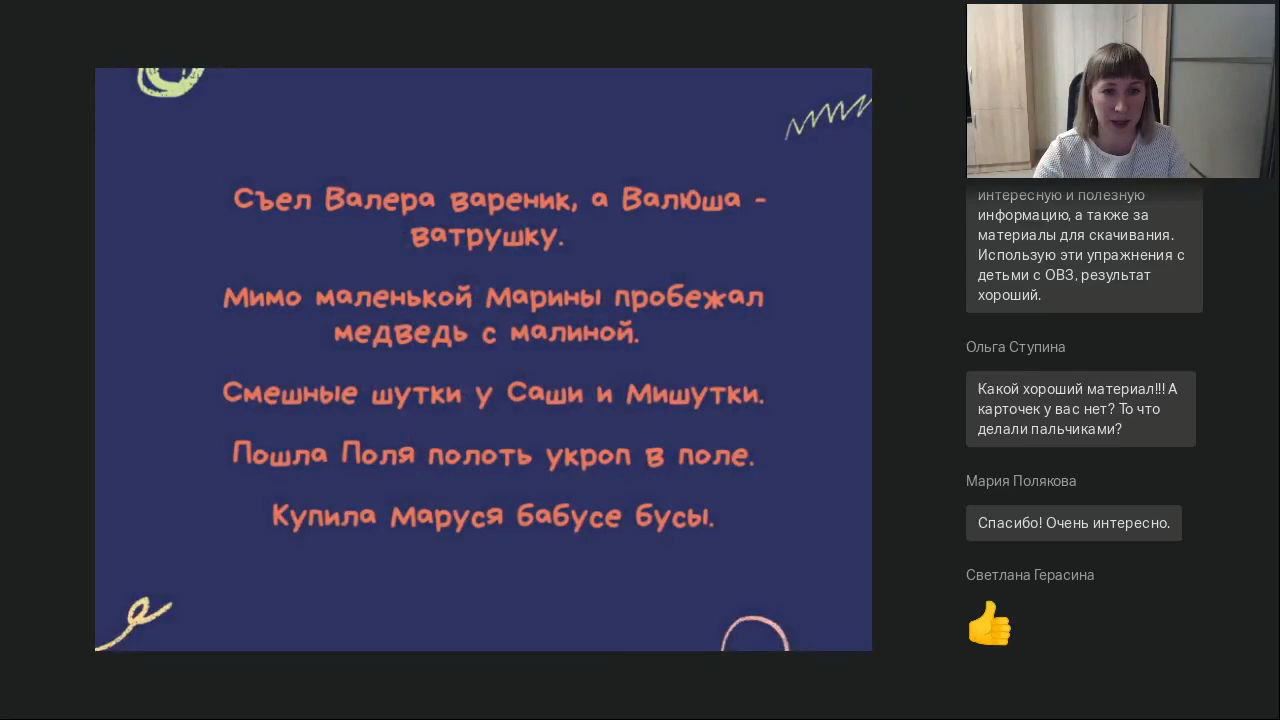 Съел Валера вареник, а Валюша -
ватрушку.
Мимо маленькой Марины пробежал
медведь с малиной.
Смешные шутки у Саши и Мишутки.
Пошла Поля полоть укроп в поле.
Купила Маруся бабусе бусы.
интересную и полезную
информацию, а также за
материалы для скачивания.
Использую эти упражнения с
детьми с ОВЗ, результат
хороший.
Ольга Ступина
Какой хороший материал!!! А
карточек у вас нет? То что
делали пальчиками?
Мария Полякова
Спасибо! Очень интересно.
Светлана Герасина